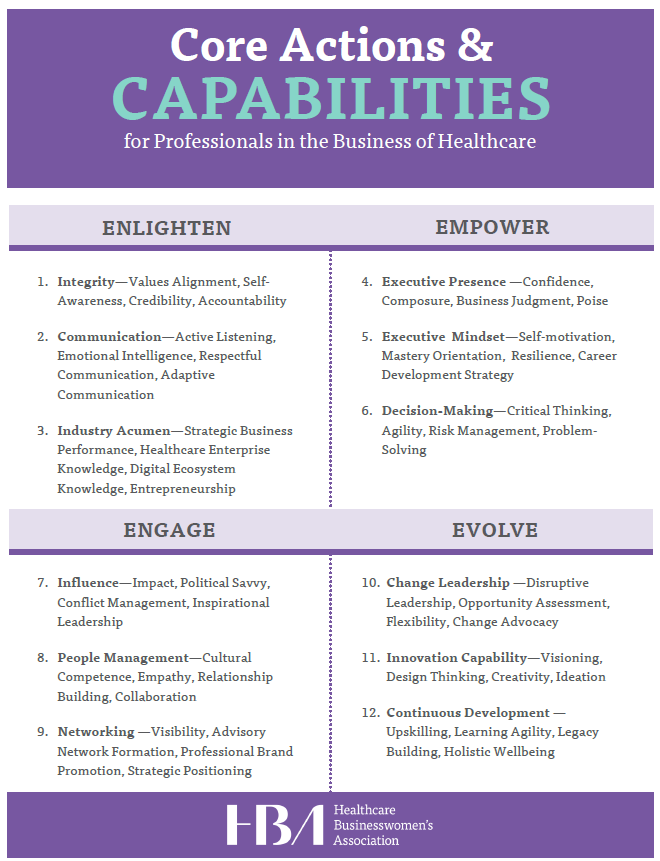 Core Actions &
CAPABILITIES
for Professionals in the Business of Healthcare
ENLIGHTEN
1. Integrity—Values Alignment, Self-
Awareness, Credibility, Accountability
2. Communication—Active Listening,
Emotional Intelligence, Respectful
Communication, Adaptive
Communication
3. Industry Acumen—Strategic Business
Performance, Healthcare Enterprise
Knowledge, Digital Ecosystem
Knowledge, Entrepreneurship
EMPOWER
4. Executive Presence —Confidence,
Composure, Business Judgment, Poise
5. Executive Mindset—Self-motivation,
Mastery Orientation, Resilience, Career
Development Strategy
6. Decision-Making—Critical Thinking,
Agility, Risk Management, Problem-
Solving
ENGAGE
7. Influence—Impact, Political Savvy,
Conflict Management, Inspirational
Leadership
8. People Management—Cultural
Competence, Empathy, Relationship
Building, Collaboration
9. Networking —Visibility, Advisory
Network Formation, Professional Brand
Promotion, Strategic Positioning
EVOLVE
10. Change Leadership —Disruptive
Leadership, Opportunity Assessment,
Flexibility, Change Advocacy
11. Innovation Capability—Visioning,
Design Thinking, Creativity, Ideation
12. Continuous Development —
Upskilling, Learning Agility, Legacy
Building, Holistic Wellbeing
HBA
Healthcare
Businesswomen's
Association